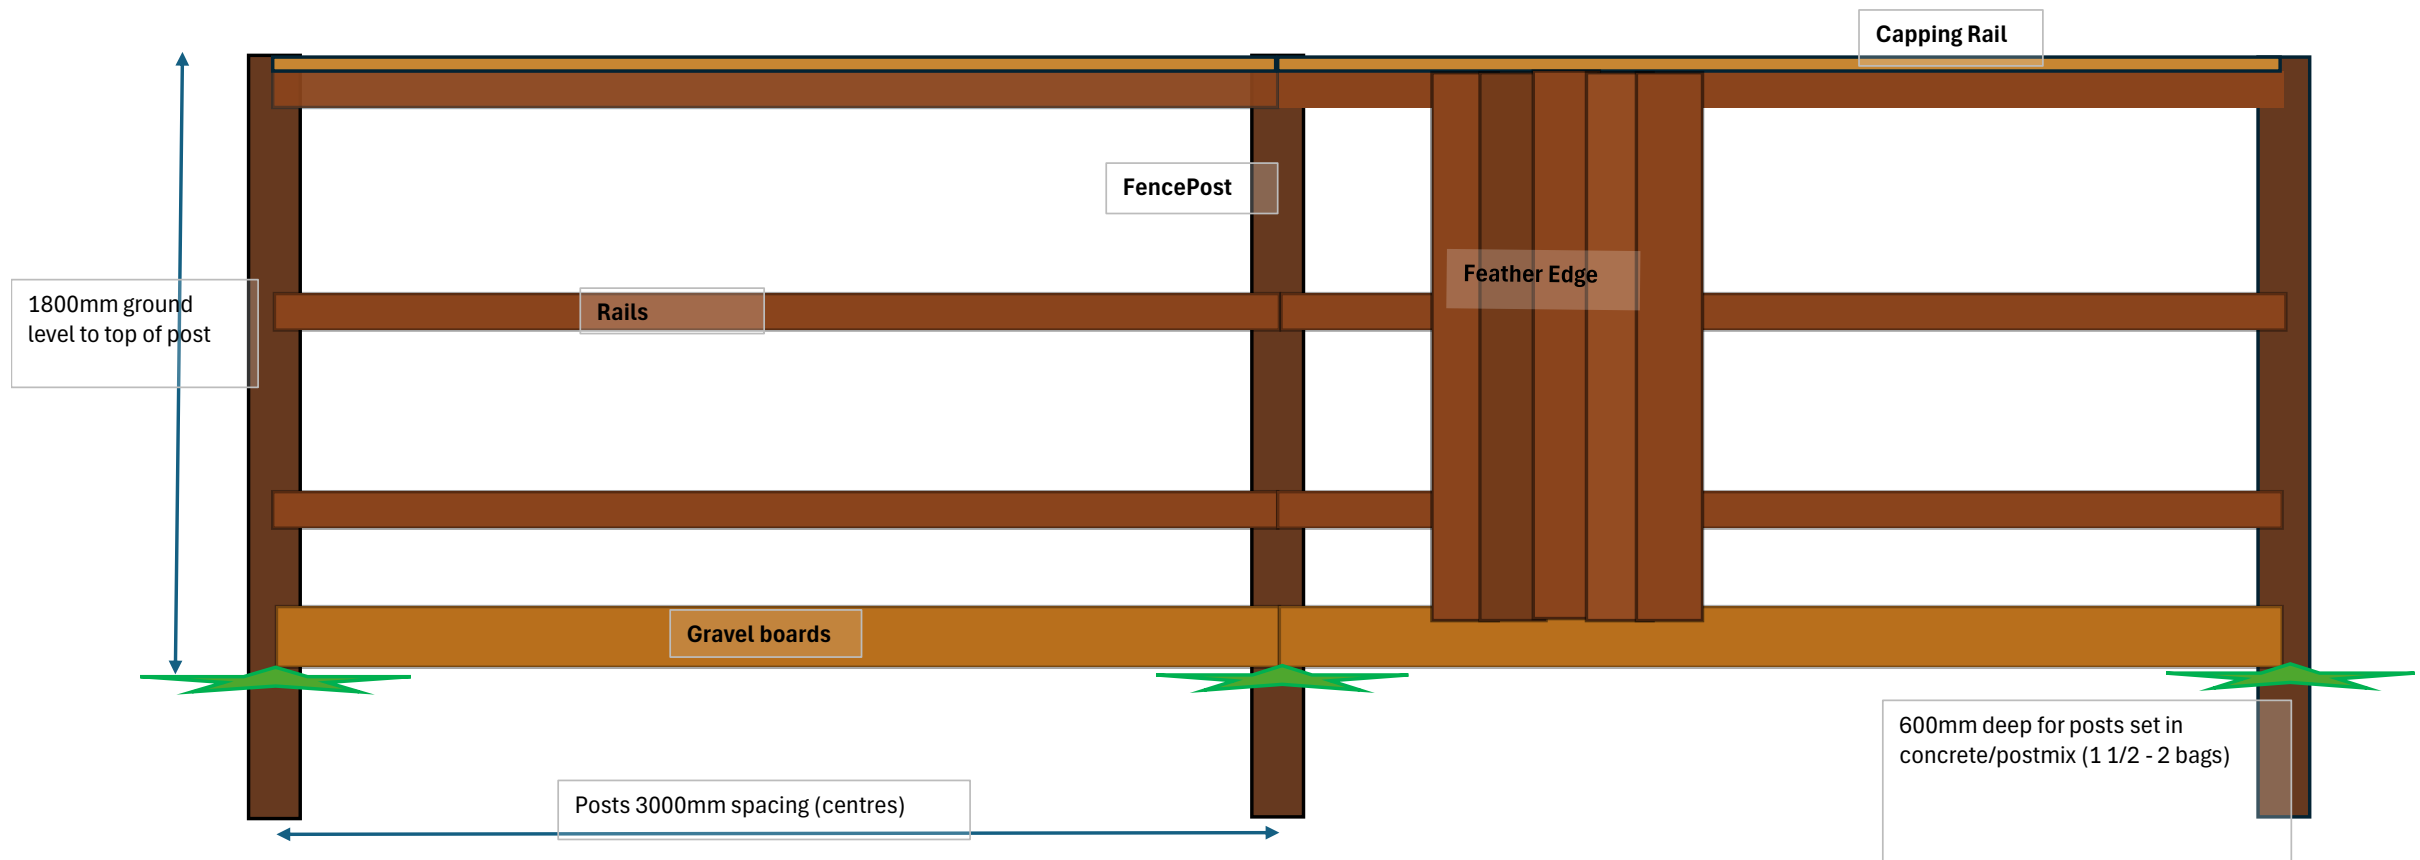 Capping Rail
FencePost
Feather Edge
1800mm ground
level to top of post
Rails
Gravel boards
600mm deep for posts set in
concrete/postmix (1 1/2 - 2 bags)
Posts 3000mm spacing (centres)